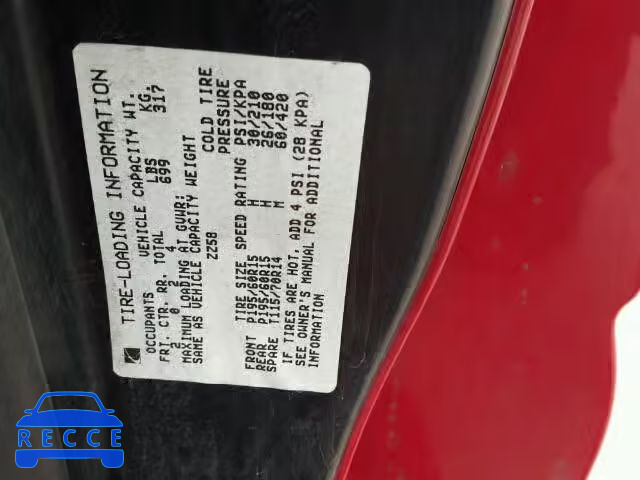 TIRE-LOADING INFORMATION
OCCUPANTS VEHICLE CAPACITY WT.
FRT. CTR. RR. TOTAL LBS KG.
2 0 2 4 699 317
MAXIMUM LOADING AT GVWR:
SAME AS VEHICLE CAPACITY WEIGHT
ZZ58
COLD TIRE
PRESSURE
TIRE SIZE SPEED RATING PSI/KPA
FRONT P195/60R15 H 30/210
REAR P195/60R15 H 26/180
SPARE T115/70R14 M 60/420
IF TIRES ARE HOT, ADD 4 PSI (28 KPA)
SEE OWNER'S MANUAL FOR ADDITIONAL
INFORMATION
RECCE